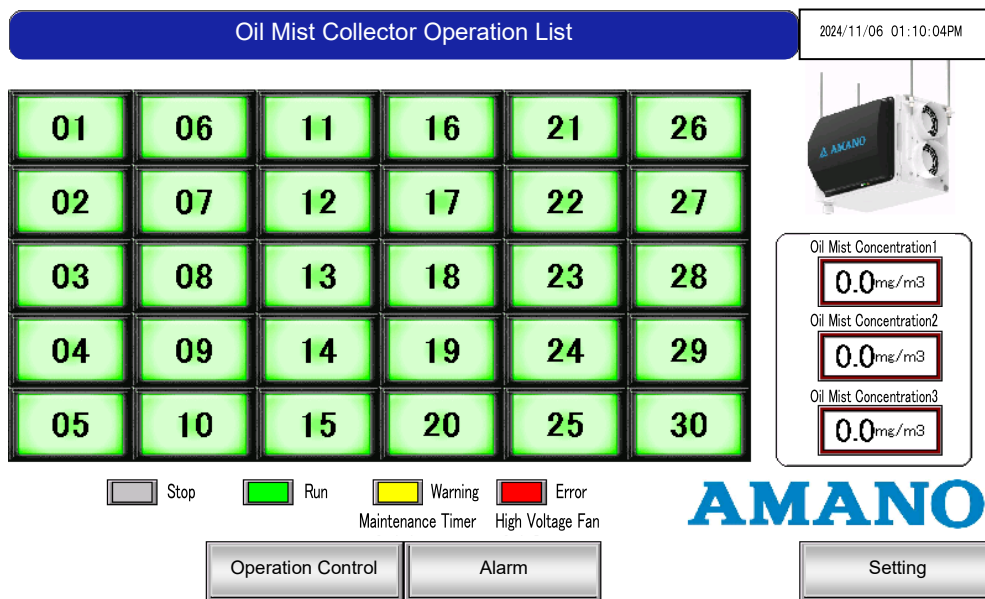 Oil Mist Collector Operation List
2024/11/06 01:10:04PM
01 06 11 16 21 26
02 07 12 17 22 27
03 08 13 18 23 28
04 09 14 19 24 29
05 10 15 20 25 30
AMANO
Oil Mist Concentration1
0.0mg/m3
Oil Mist Concentration2
0.0mg/m3
Oil Mist Concentration3
0.0mg/m3
Stop Run Warning Error
Maintenance Timer High Voltage Fan
AMANO
Operation Control Alarm Setting